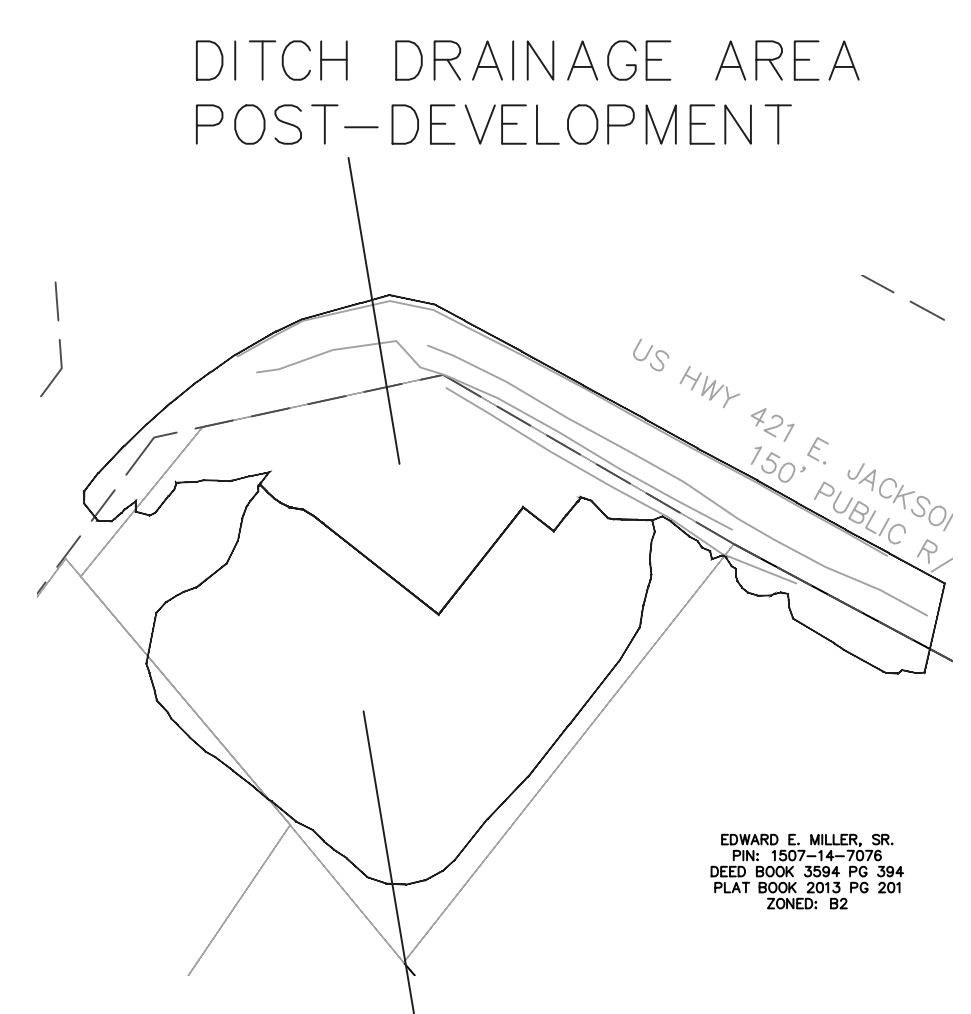 DITCH DRAINAGE AREA
POST-DEVELOPMENT
US HWY 421 E. JACKSON
150' PUBLIC R/
EDWARD E. MILLER, SR.
PIN: 1507-14-7076
DEED BOOK 3594 PG 394
PLAT BOOK 2013 PG 201
ZONED: B2